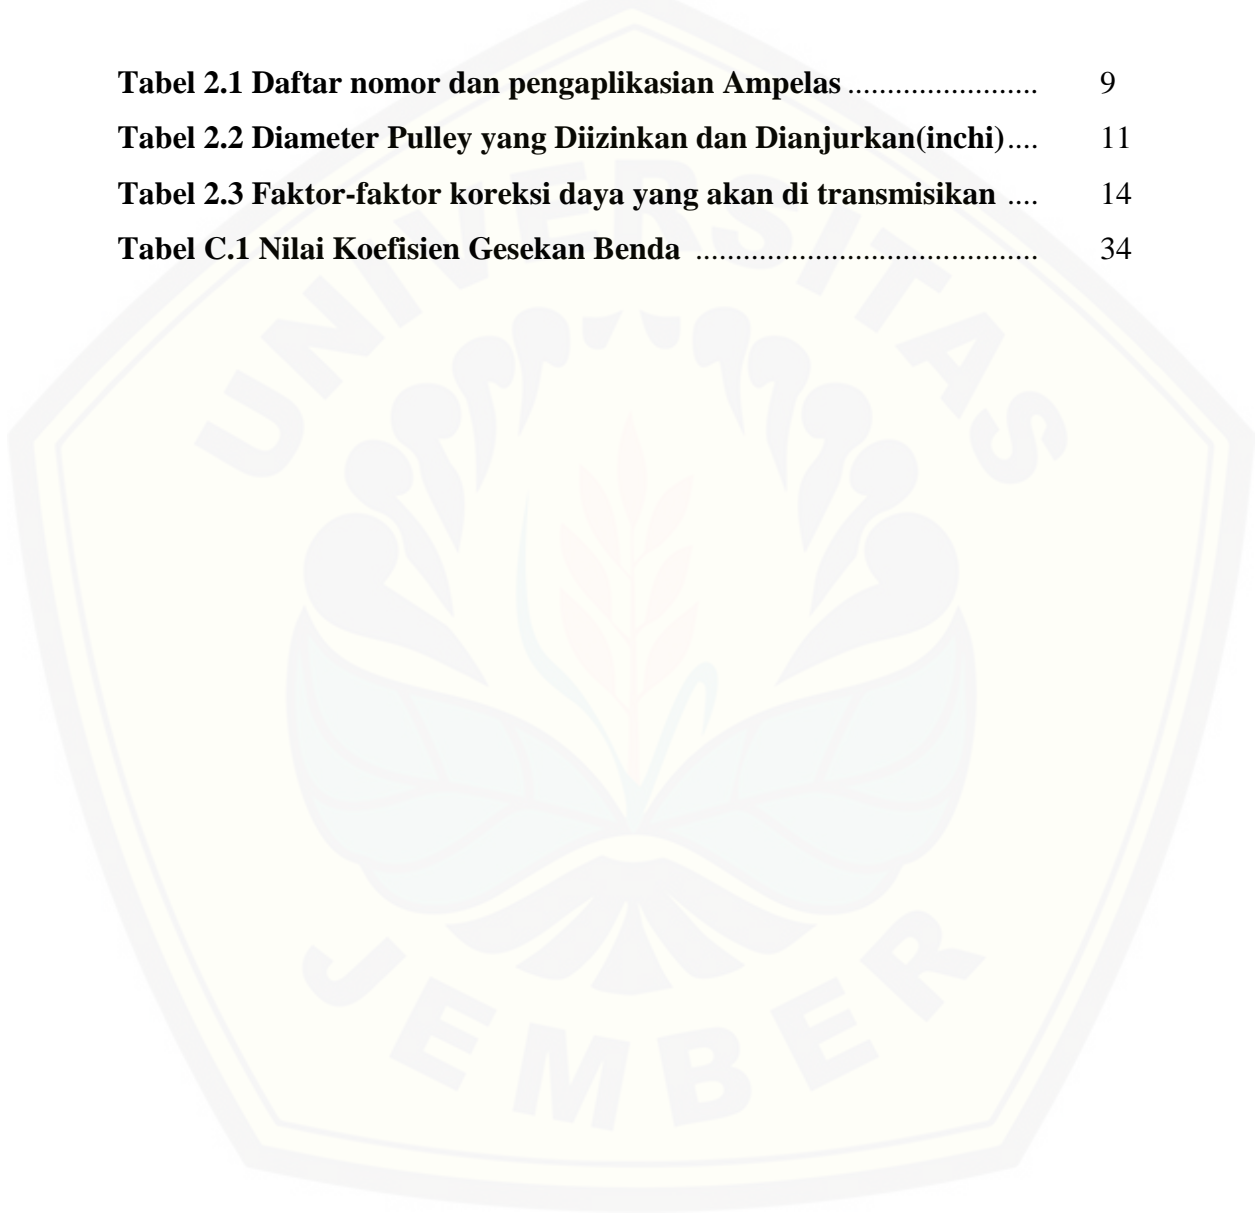 Tabel 2.1 Daftar nomor dan pengaplikasian Ampelas ........................ 9
Tabel 2.2 Diameter Pulley yang Diizinkan dan Dianjurkan(inchi).... 11
Tabel 2.3 Faktor-faktor koreksi daya yang akan di transmisikan .... 14
Tabel C.1 Nilai Koefisien Gesekan Benda ........................................... 34
UNIVERSITAS
JEMBER